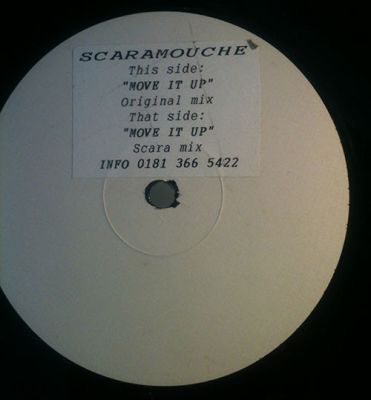 SCARAMOUCHE
This side:
"MOVE IT UP"
Original mix
That side:
"MOVE IT UP"
Scara mix
INFO 0181 366 5422